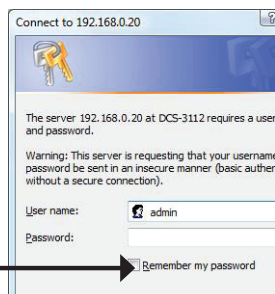 Connect to 192.168.0.20
The server 192.168.0.20 at DCS-3112 requires a user
and password.
Warning: This server is requesting that your username
password be sent in an insecure manner (basic authen
without a secure connection).
User name:
admin
Password:
Remember my password